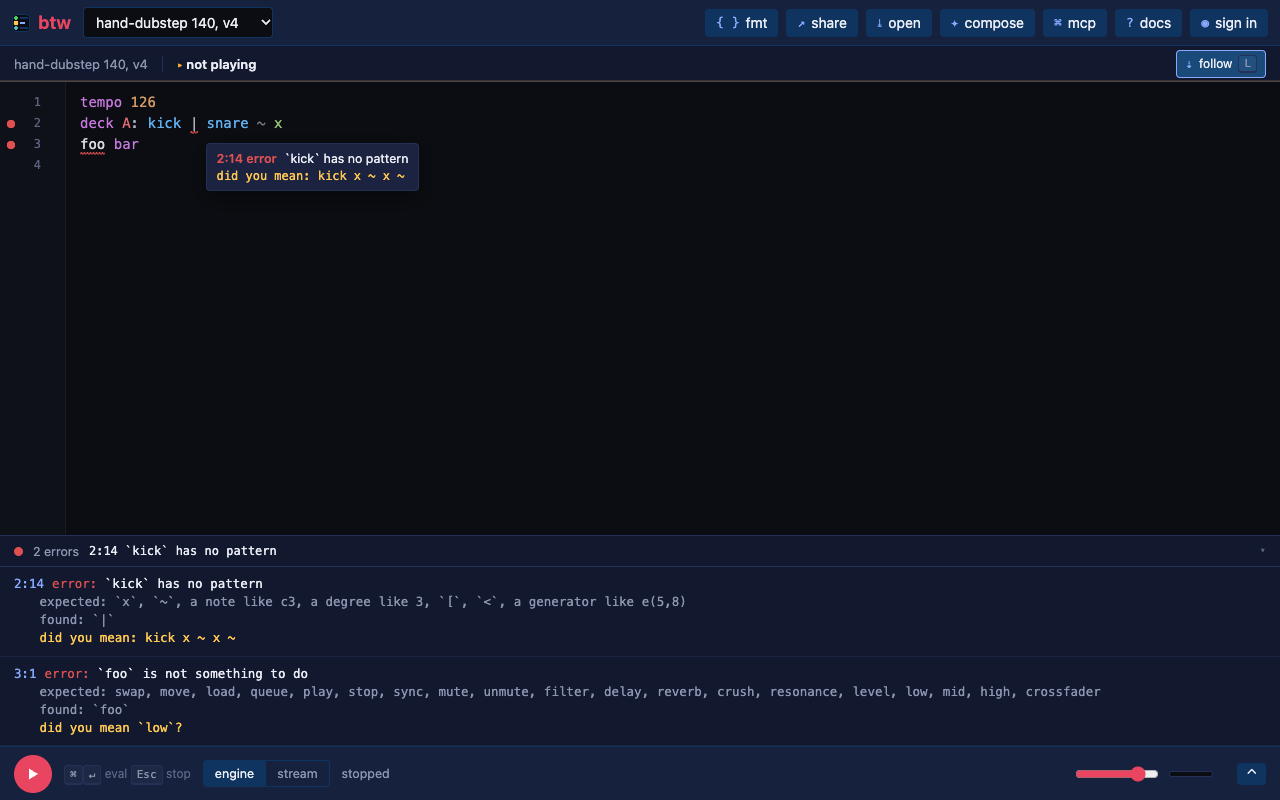 btw hand-dubstep 140, v4 { } fmt ↗ share ↓ open + compose ⌘ mcp ? docs ◉ sign in
hand-dubstep 140, v4 ▸ not playing ↓ follow L
1 tempo 126
2 deck A: kick | snare ~ x
3 foo bar
4
2:14 error `kick` has no pattern
did you mean: kick x ~ x ~
2 errors 2:14 `kick` has no pattern
2:14 error: `kick` has no pattern
expected: `x`, `~`, a note like c3, a degree like 3, `[`, `<`, a generator like e(5,8)
found: `|`
did you mean: kick x ~ x ~
3:1 error: `foo` is not something to do
expected: swap, move, load, queue, play, stop, sync, mute, unmute, filter, delay, reverb, crush, resonance, level, low, mid, high, crossfader
found: `foo`
did you mean `low`?
⌘ ↵ eval Esc stop engine stream stopped